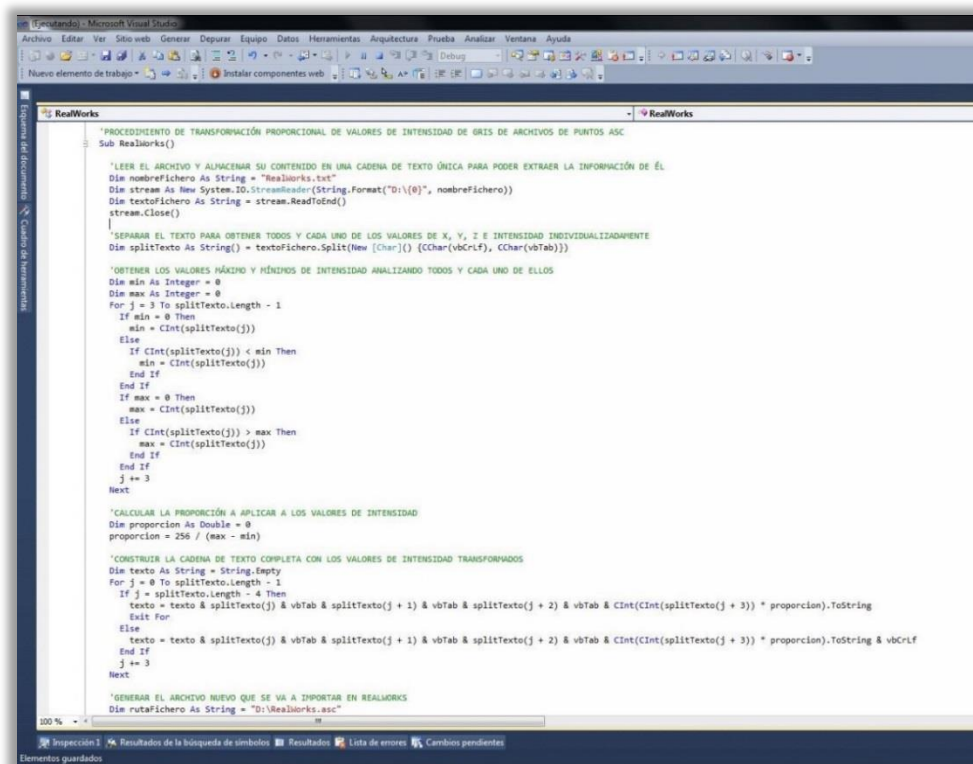 (Ejecutando) - Microsoft Visual Studio
Archivo Editar Ver Sitio web Generar Depurar Equipo Datos Herramientas Arquitectura Prueba Analizar Ventana Ayuda
Debug
Nuevo elemento de trabajo Instalar componentes web
Esquema del documento
Cuadro de herramientas
RealWorks RealWorks
'PROCEDIMIENTO DE TRANSFORMACIÓN PROPORCIONAL DE VALORES DE INTENSIDAD DE GRIS DE ARCHIVOS DE PUNTOS ASC
Sub RealWorks()
'LEER EL ARCHIVO Y ALMACENAR SU CONTENIDO EN UNA CADENA DE TEXTO ÚNICA PARA PODER EXTRAER LA INFORMACIÓN DE ÉL
Dim nombreFichero As String = "RealWorks.txt"
Dim stream As New System.IO.StreamReader(String.Format("D:\{0}", nombreFichero))
Dim textoFichero As String = stream.ReadToEnd()
stream.Close()
'SEPARAR EL TEXTO PARA OBTENER TODOS Y CADA UNO DE LOS VALORES DE X, Y, Z E INTENSIDAD INDIVIDUALIZADAMENTE
Dim splitTexto As String() = textoFichero.Split(New [Char]() {CChar(vbCrLf), CChar(vbTab)})
'OBTENER LOS VALORES MÁXIMO Y MÍNIMOS DE INTENSIDAD ANALIZANDO TODOS Y CADA UNO DE ELLOS
Dim min As Integer = 0
Dim max As Integer = 0
For j = 3 To splitTexto.Length - 1
If min = 0 Then
min = CInt(splitTexto(j))
Else
If CInt(splitTexto(j)) < min Then
min = CInt(splitTexto(j))
End If
End If
If max = 0 Then
max = CInt(splitTexto(j))
Else
If CInt(splitTexto(j)) > max Then
max = CInt(splitTexto(j))
End If
End If
j += 3
Next
'CALCULAR LA PROPORCIÓN A APLICAR A LOS VALORES DE INTENSIDAD
Dim proporcion As Double = 0
proporcion = 256 / (max - min)
'CONSTRUIR LA CADENA DE TEXTO COMPLETA CON LOS VALORES DE INTENSIDAD TRANSFORMADOS
Dim texto As String = String.Empty
For j = 0 To splitTexto.Length - 1
If j = splitTexto.Length - 4 Then
texto = texto & splitTexto(j) & vbTab & splitTexto(j + 1) & vbTab & splitTexto(j + 2) & vbTab & CInt(CInt(splitTexto(j + 3)) * proporcion).ToString
Exit For
Else
texto = texto & splitTexto(j) & vbTab & splitTexto(j + 1) & vbTab & splitTexto(j + 2) & vbTab & CInt(CInt(splitTexto(j + 3)) * proporcion).ToString & vbCrLf
End If
j += 3
Next
'GENERAR EL ARCHIVO NUEVO QUE SE VA A IMPORTAR EN REALWORKS
Dim rutaFichero As String = "D:\RealWorks.asc"
100 %
Inspección 1 Resultados de la búsqueda de símbolos Resultados Lista de errores Cambios pendientes
Elementos guardados